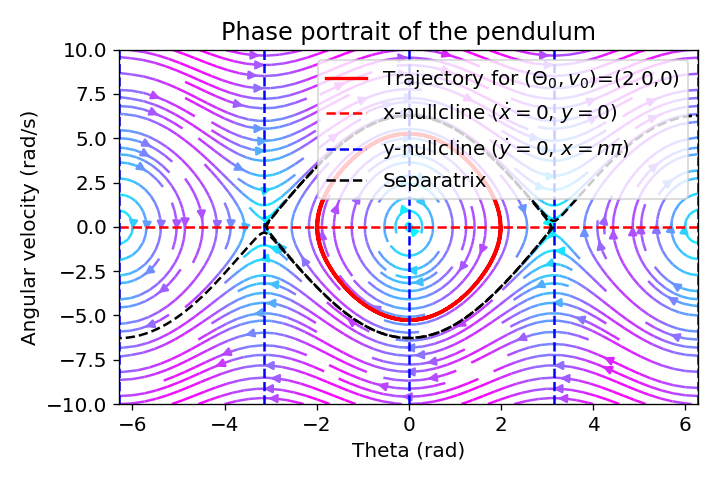 Phase portrait of the pendulum
Trajectory for (Θ₀, v₀)=(2.0,0)
x-nullcline (ẋ = 0, y = 0)
y-nullcline (ẏ = 0, x = nπ)
Separatrix
10.0
7.5
5.0
2.5
0.0
−2.5
−5.0
−7.5
−10.0
Angular velocity (rad/s)
−6 −4 −2 0 2 4 6
Theta (rad)